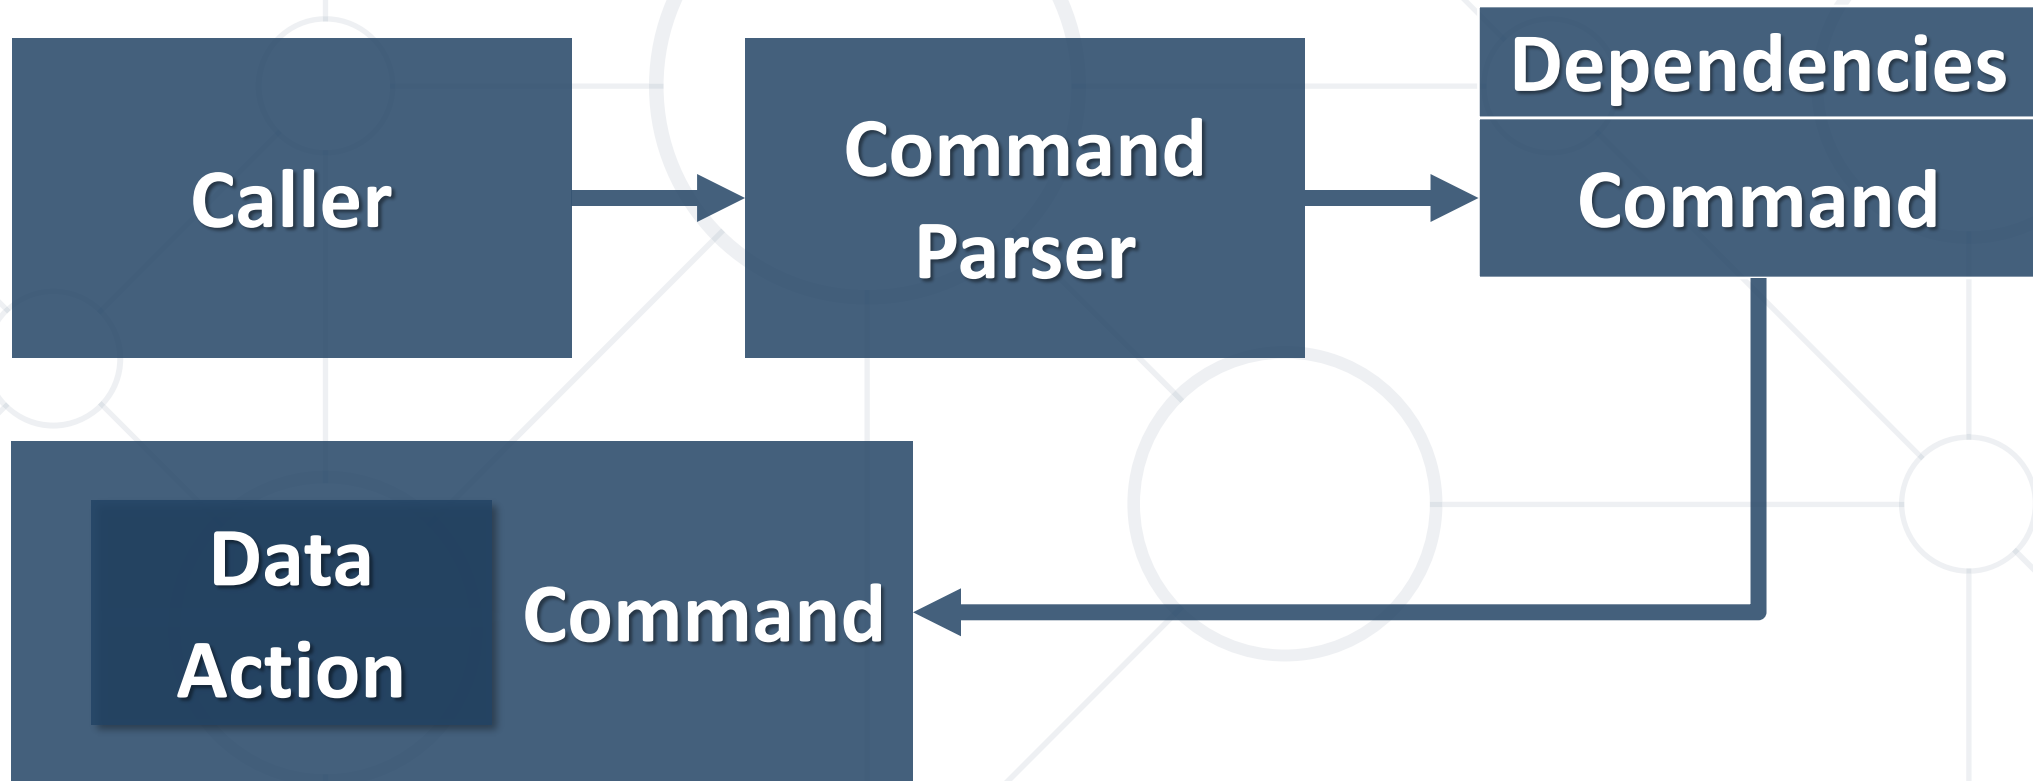 Caller
Command
Parser
Dependencies
Command
Data
Action
Command